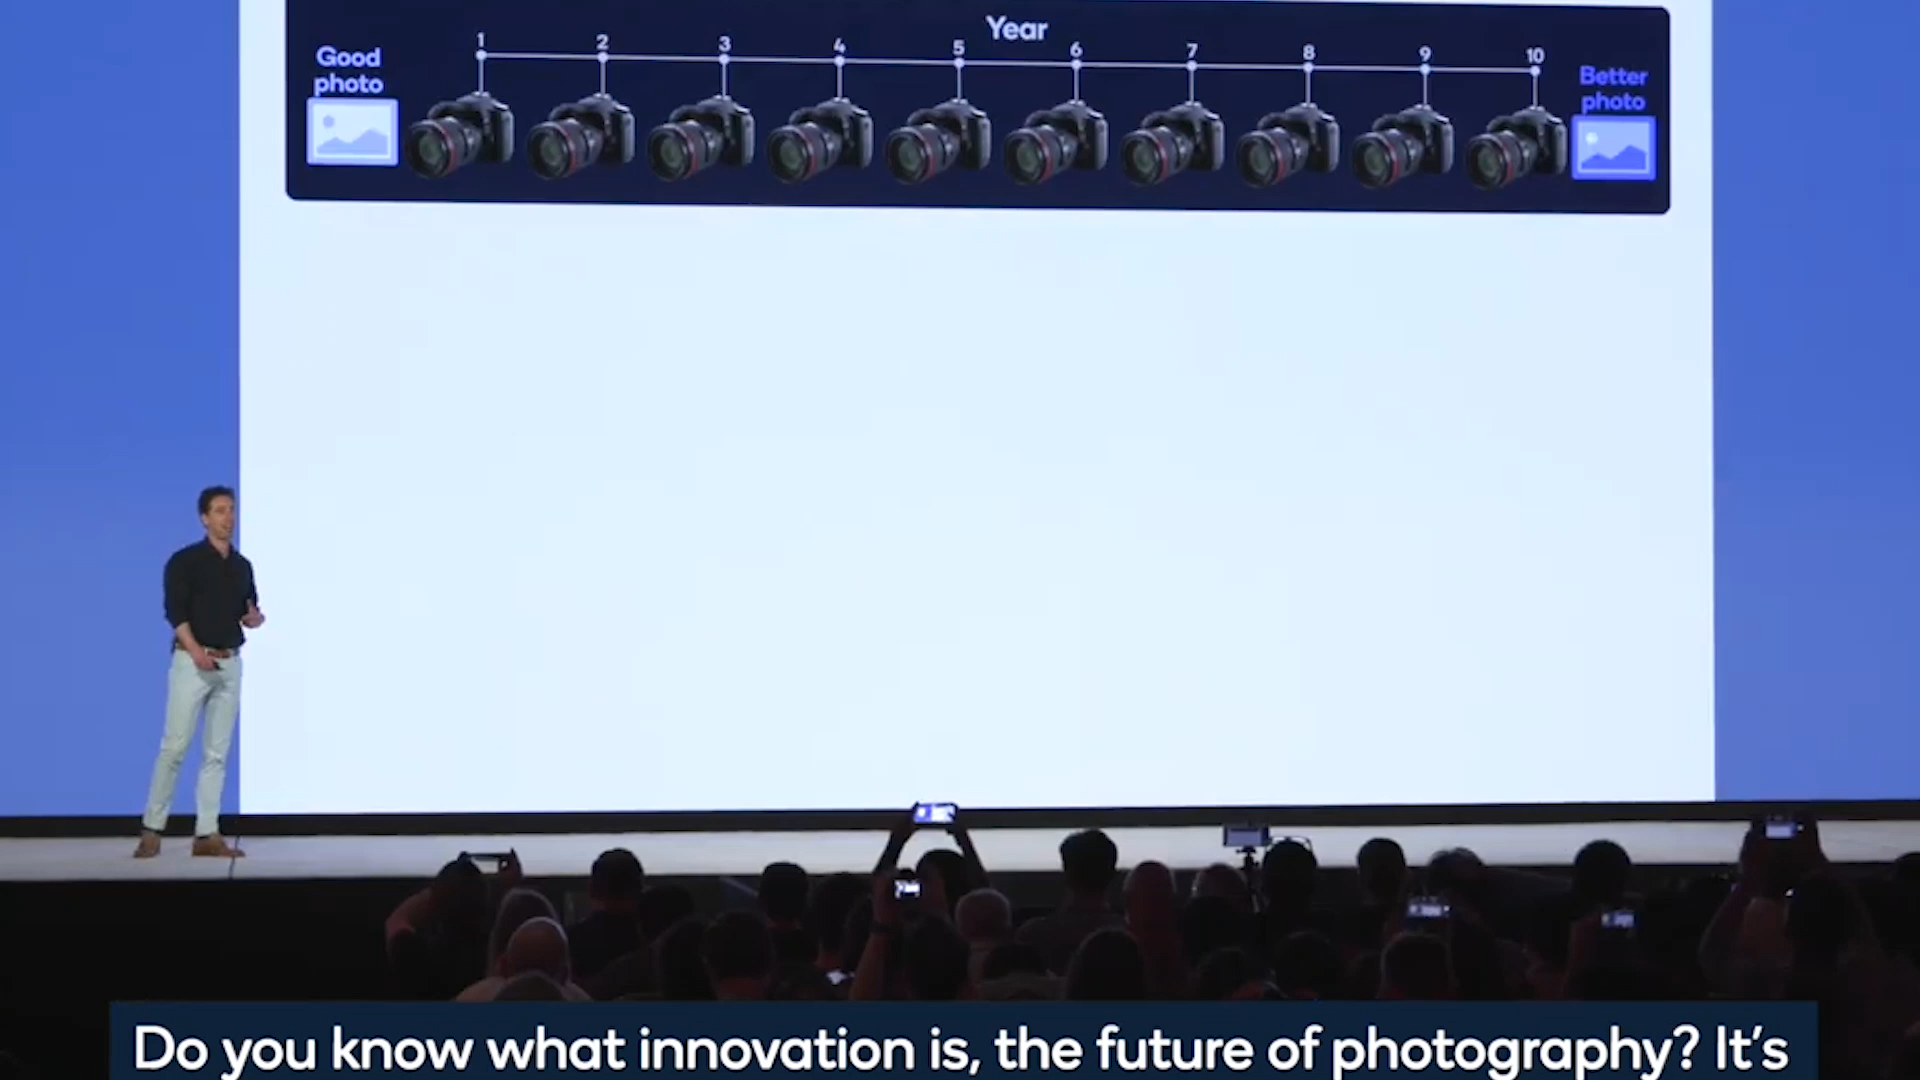 Year
1 2 3 4 5 6 7 8 9 10
Good
photo
Better
photo
Do you know what innovation is, the future of photography? It's